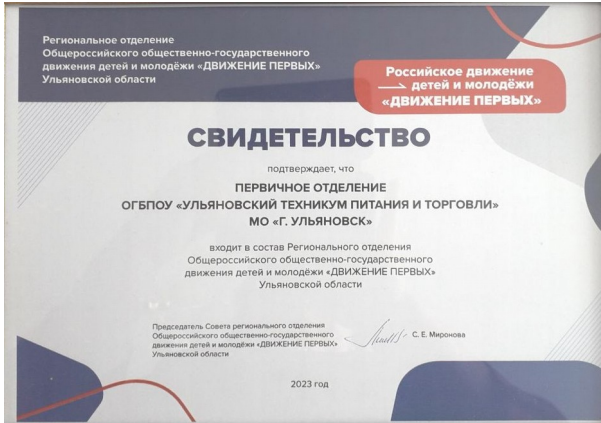 Региональное отделение
Общероссийского общественно-государственного
движения детей и молодёжи «ДВИЖЕНИЕ ПЕРВЫХ»
Ульяновской области
Российское движение
детей и молодёжи
«ДВИЖЕНИЕ ПЕРВЫХ»
СВИДЕТЕЛЬСТВО
подтверждает, что
ПЕРВИЧНОЕ ОТДЕЛЕНИЕ
ОГБПОУ «УЛЬЯНОВСКИЙ ТЕХНИКУМ ПИТАНИЯ И ТОРГОВЛИ»
МО «Г. УЛЬЯНОВСК»
входит в состав Регионального отделения
Общероссийского общественно-государственного
движения детей и молодёжи «ДВИЖЕНИЕ ПЕРВЫХ»
Ульяновской области
Председатель Совета регионального отделения
Общероссийского общественно-государственного
движения детей и молодёжи «ДВИЖЕНИЕ ПЕРВЫХ»
Ульяновской области
С. Е. Миронова
2023 год